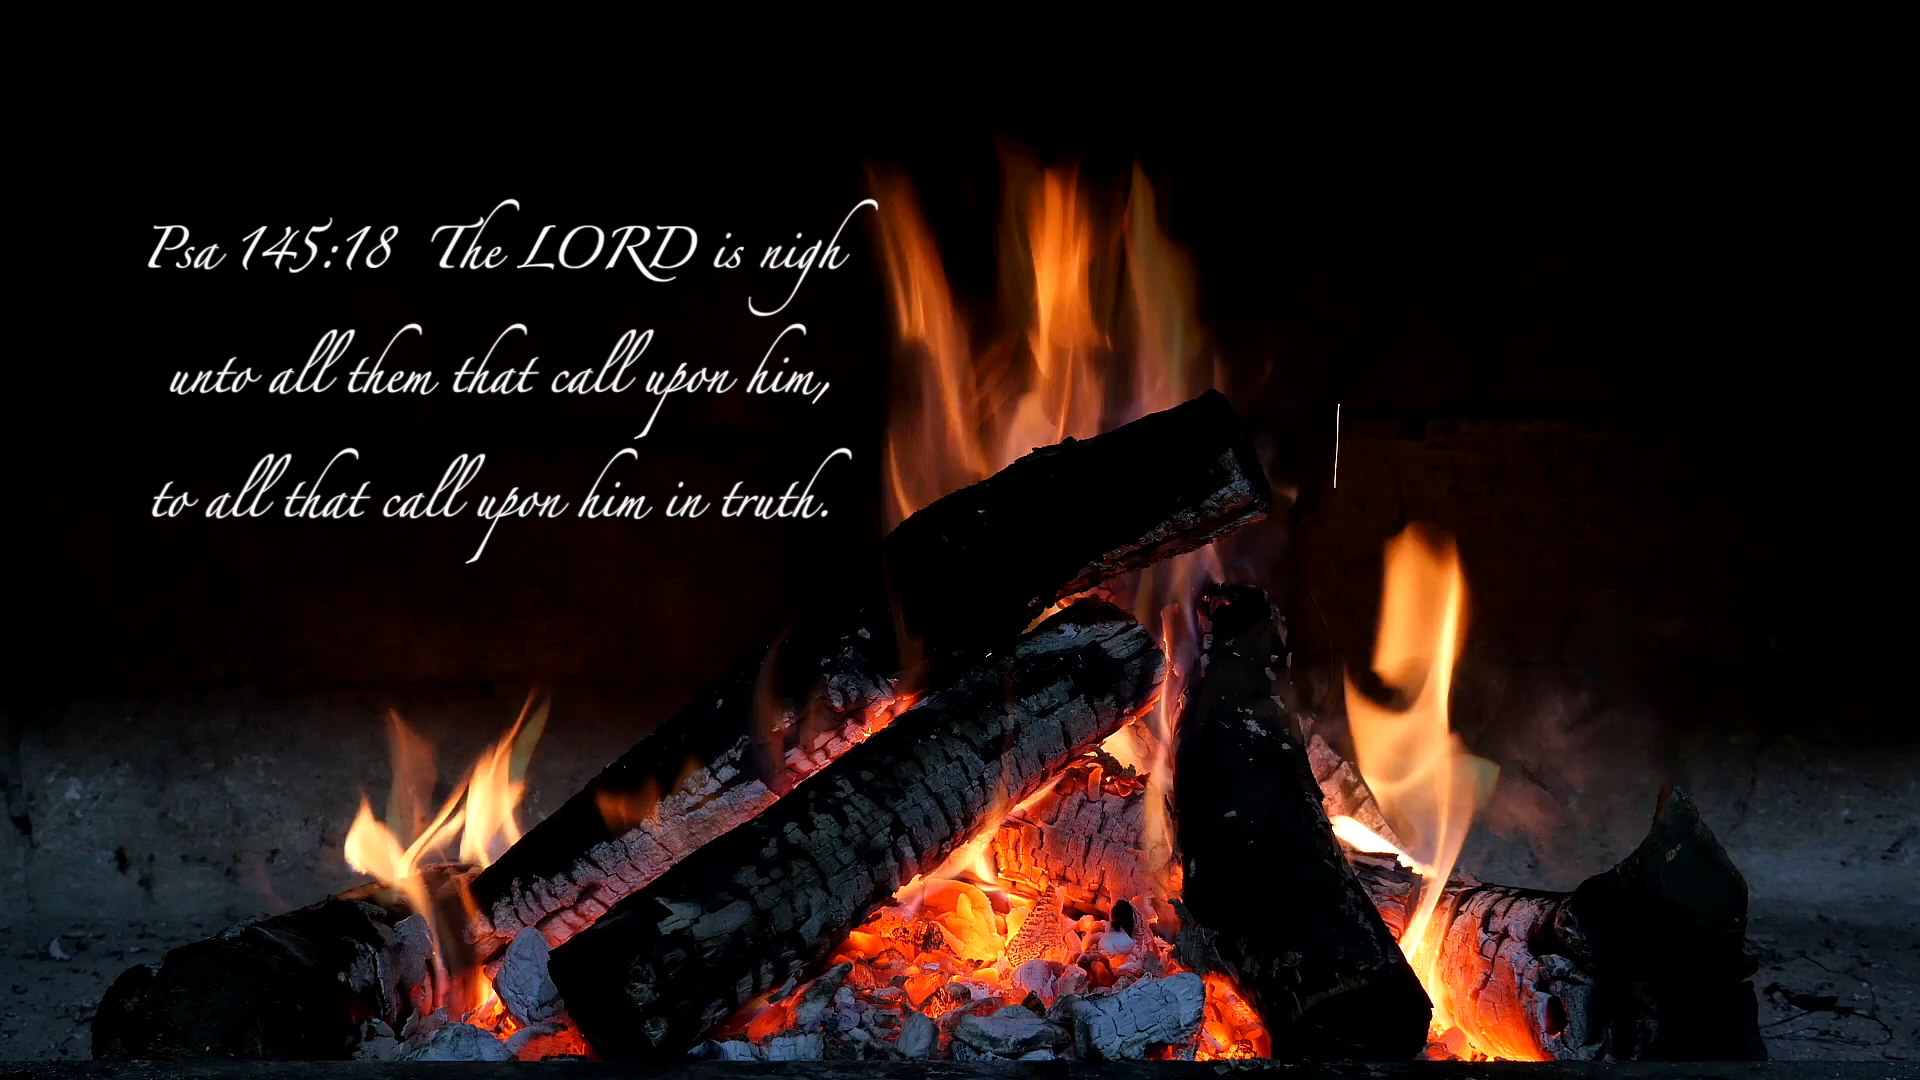 Psa 145:18 The LORD is nigh
unto all them that call upon him,
to all that call upon him in truth.